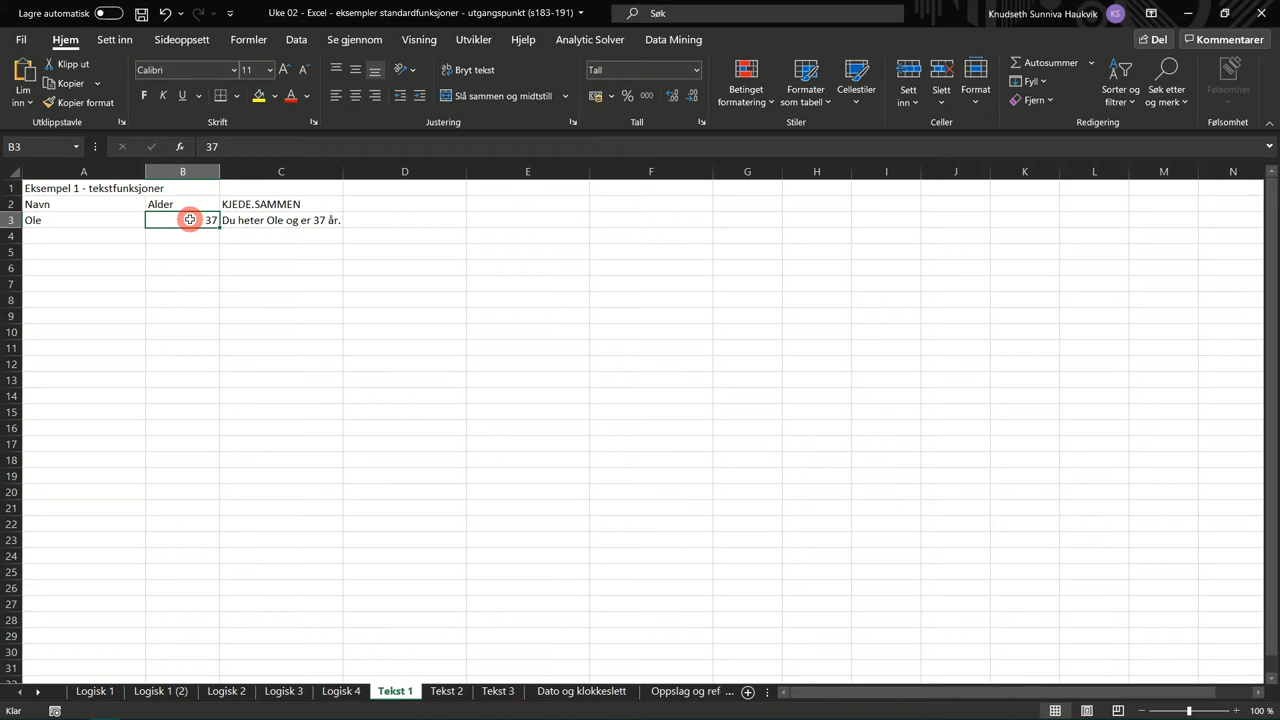 Lagre automatisk
Uke 02 - Excel - eksempler standardfunksjoner - utgangspunkt (s183-191)
Søk
Knudseth Sunniva Haukvik
KS
Fil
Hjem
Sett inn
Sideoppsett
Formler
Data
Se gjennom
Visning
Utvikler
Hjelp
Analytic Solver
Data Mining
Del
Kommentarer
Lim inn
Klipp ut
Kopier
Kopier format
Utklippstavle
Calibri
11
F
K
U
A
Skrift
Bryt tekst
Slå sammen og midtstill
Justering
Tall
%
000
Tall
Betinget formatering
Formater som tabell
Cellestiler
Stiler
Sett inn
Slett
Format
Celler
Autosummer
Fyll
Fjern
Sorter og filtrer
Søk etter og merk
Redigering
Følsomhet
Følsomhet
B3
fx
37
A B C D E F G H I J K L M N
1 Eksempel 1 - tekstfunksjoner
2 Navn Alder KJEDE.SAMMEN
3 Ole 37 Du heter Ole og er 37 år.
4
5
6
7
8
9
10
11
12
13
14
15
16
17
18
19
20
21
22
23
24
25
26
27
28
29
30
31
Logisk 1
Logisk 1 (2)
Logisk 2
Logisk 3
Logisk 4
Tekst 1
Tekst 2
Tekst 3
Dato og klokkeslett
Oppslag og ref ...
Klar
100 %